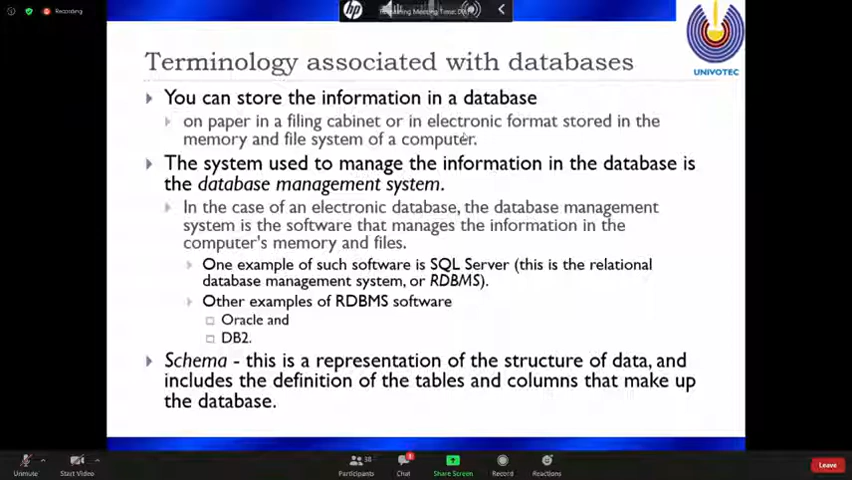 Recording
hp
Remaining Meeting Time:
Terminology associated with databases
UNIVOTEC
You can store the information in a database
on paper in a filing cabinet or in electronic format stored in the
memory and file system of a computer.
The system used to manage the information in the database is
the database management system.
In the case of an electronic database, the database management
system is the software that manages the information in the
computer's memory and files.
One example of such software is SQL Server (this is the relational
database management system, or RDBMS).
Other examples of RDBMS software
Oracle and
DB2.
Schema - this is a representation of the structure of data, and
includes the definition of the tables and columns that make up
the database.
Unmute
Start Video
38
Participants
Chat
Share Screen
Record
Reactions
Leave